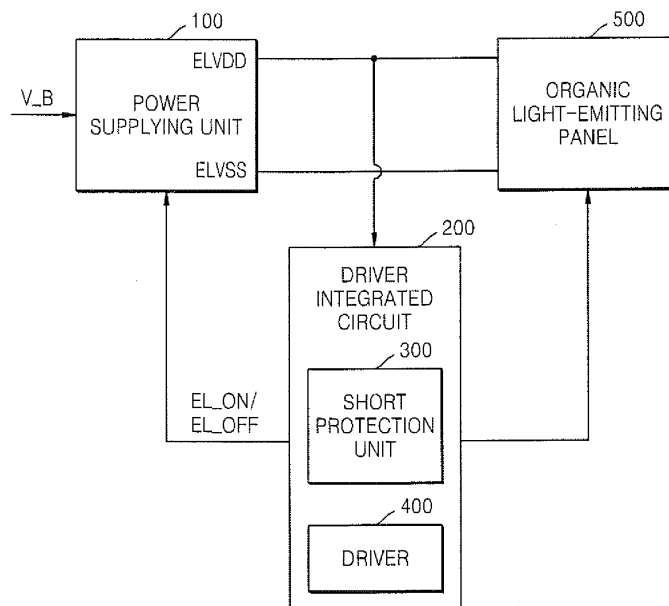 100
500
ELVDD
V_B
POWER
SUPPLYING UNIT
ELVSS
ORGANIC
LIGHT-EMITTING
PANEL
200
DRIVER
INTEGRATED
CIRCUIT
300
EL_ON/
EL_OFF
SHORT
PROTECTION
UNIT
400
DRIVER